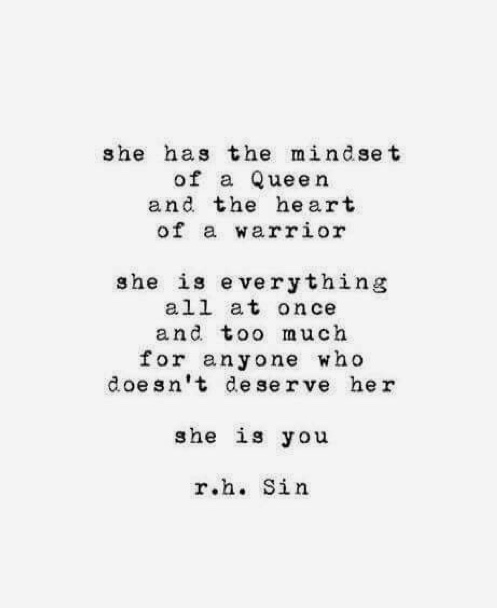 she has the mindset
of a Queen
and the heart
of a warrior
she is everything
all at once
and too much
for anyone who
doesn't deserve her
she is you
r.h. Sin